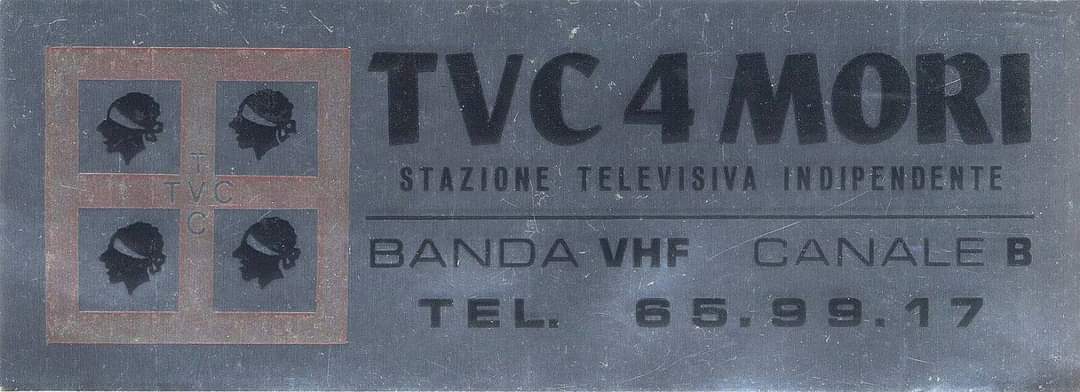 TVC 4 MORI
STAZIONE TELEVISIVA INDIPENDENTE
BANDA VHF CANALE B
TEL. 65.99.17
T
TVC
C